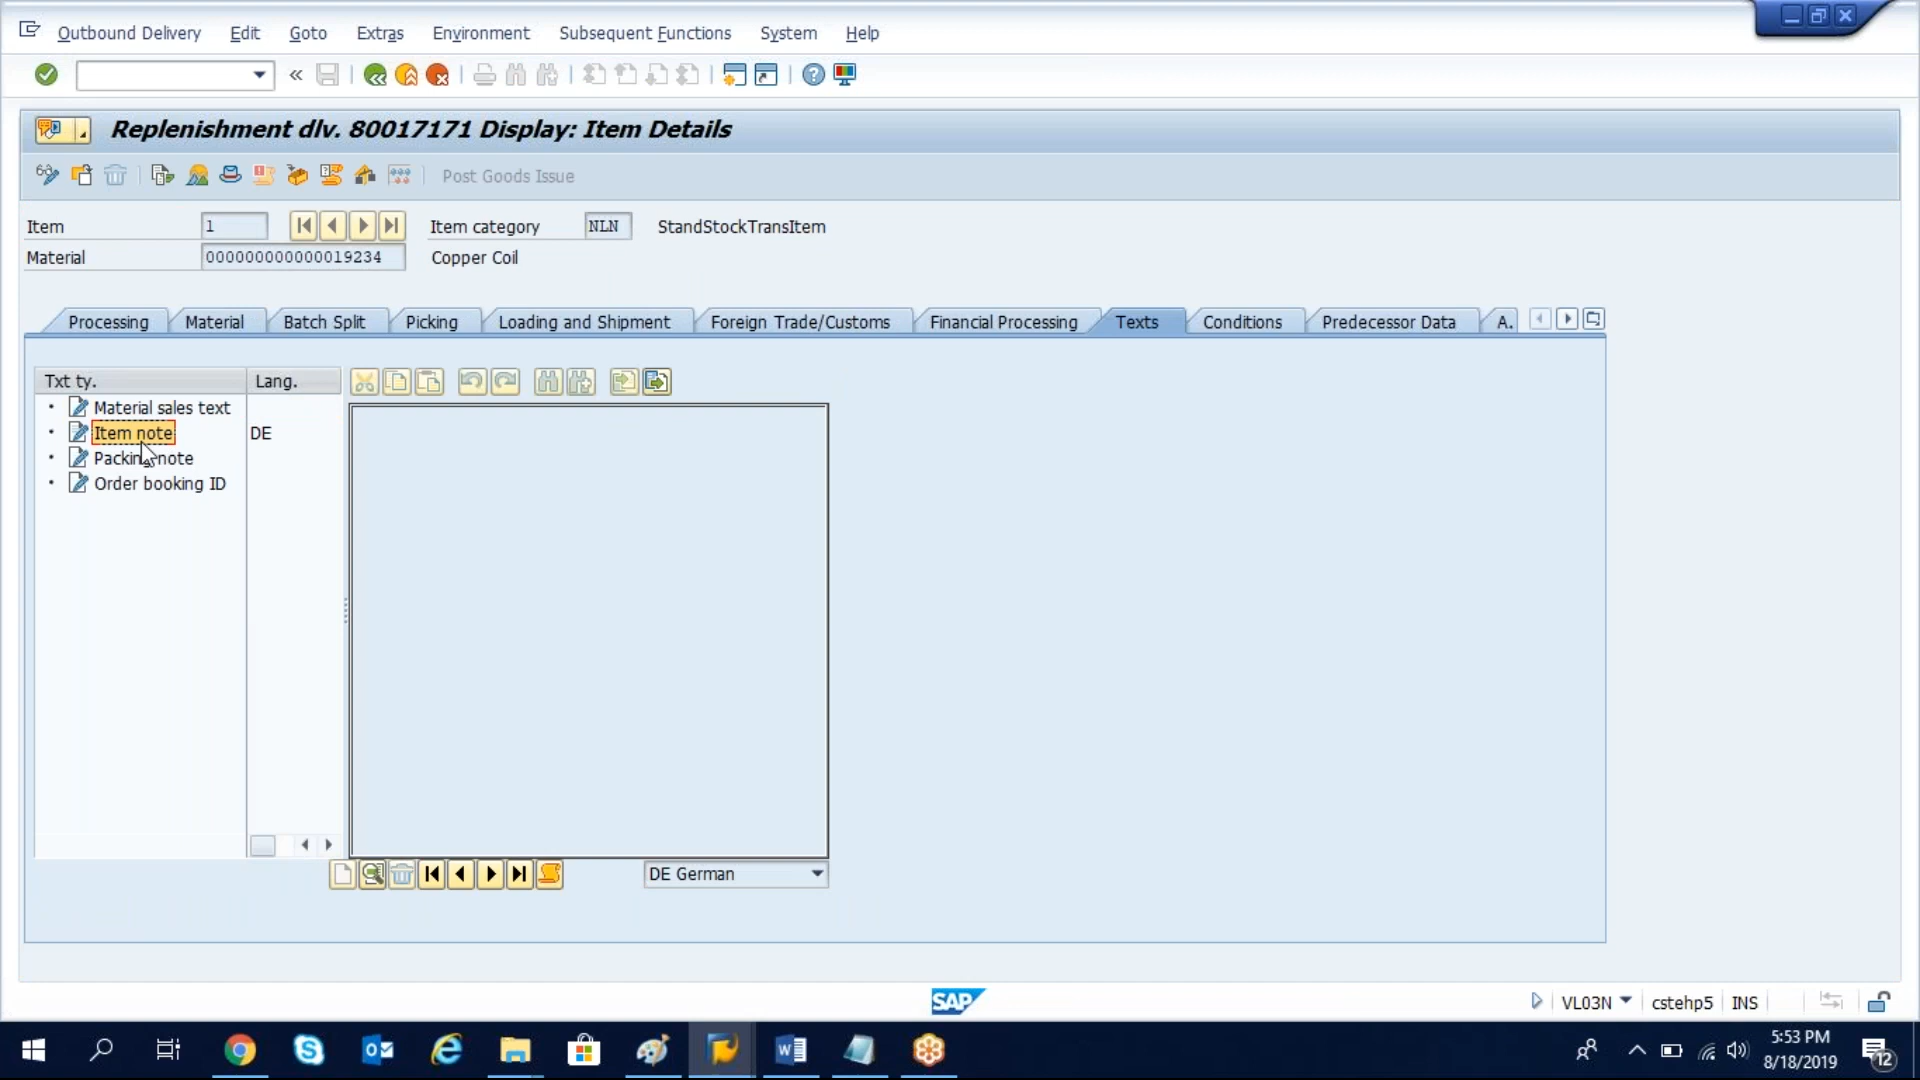 Outbound Delivery Edit Goto Extras Environment Subsequent Functions System Help
Replenishment dlv. 80017171 Display: Item Details
Post Goods Issue
Item 1 Item category NLN StandStockTransItem
Material 000000000000019234 Copper Coil
Processing Material Batch Split Picking Loading and Shipment Foreign Trade/Customs Financial Processing Texts Conditions Predecessor Data A.
Txt ty. Lang.
Material sales text
Item note DE
Packing note
Order booking ID
DE German
SAP
VL03N cstehp5 INS
5:53 PM
8/18/2019
12